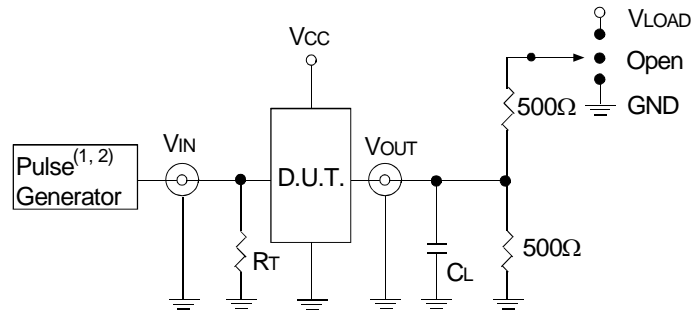 VLOAD
VCC
Open
500Ω
GND
VIN
VOUT
Pulse(1, 2)
Generator
D.U.T.
RT
CL
500Ω